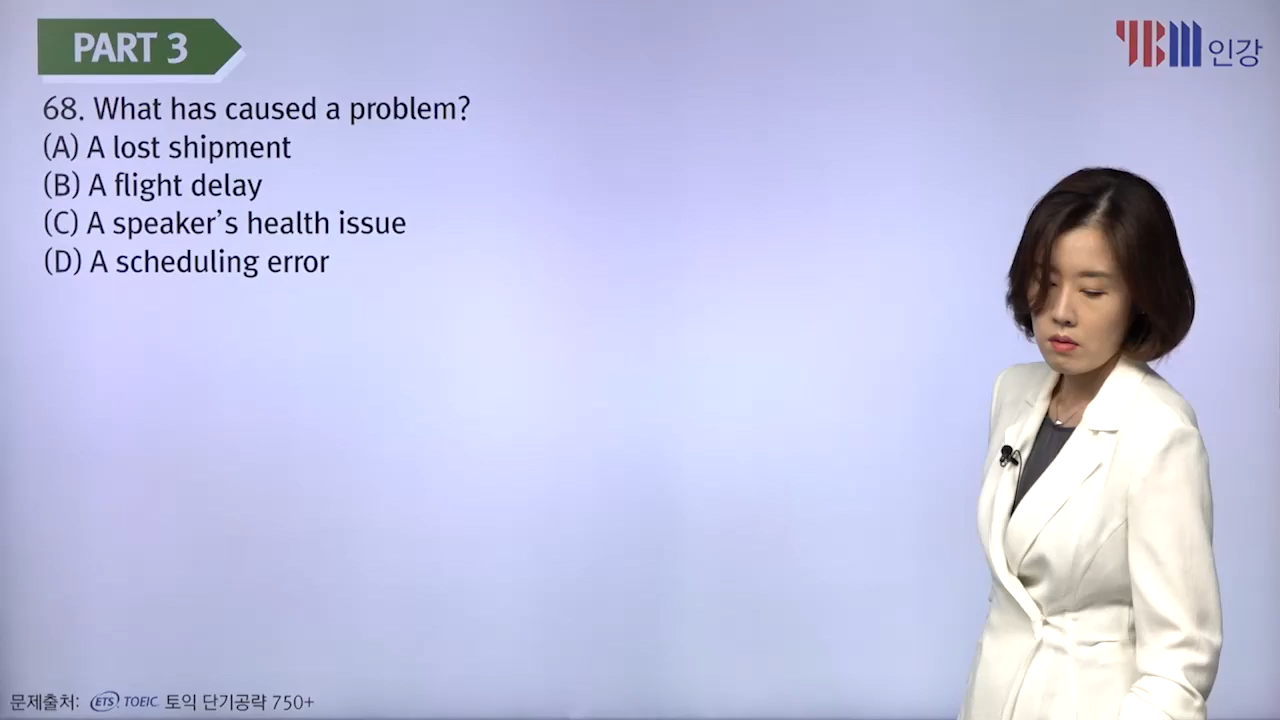 PART 3
YBM 인강
68. What has caused a problem?
(A) A lost shipment
(B) A flight delay
(C) A speaker's health issue
(D) A scheduling error
문제출처: ETS TOEIC 토익 단기공략 750+